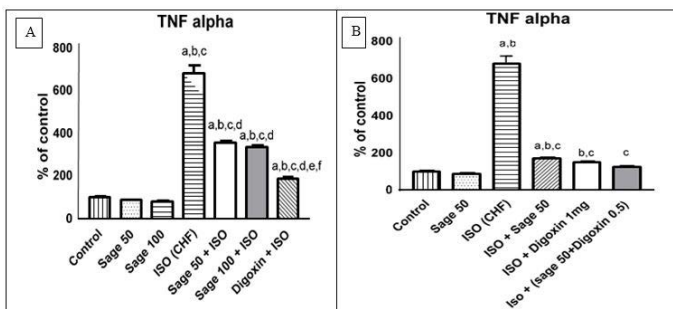 A
TNF alpha
% of control
800
600
400
200
0
a,b,c
a,b,c,d
a,b,c,d
a,b,c,d,e,f
Control
Sage 50
Sage 100
ISO (CHF)
Sage 50 + ISO
Sage 100 + ISO
Digoxin + ISO
B
TNF alpha
% of control
800
600
400
200
0
a,b
a,b,c
b,c
c
Control
Sage 50
ISO (CHF)
ISO + Sage 50
ISO + Digoxin 1mg
Iso + (sage 50+Digoxin 0.5)